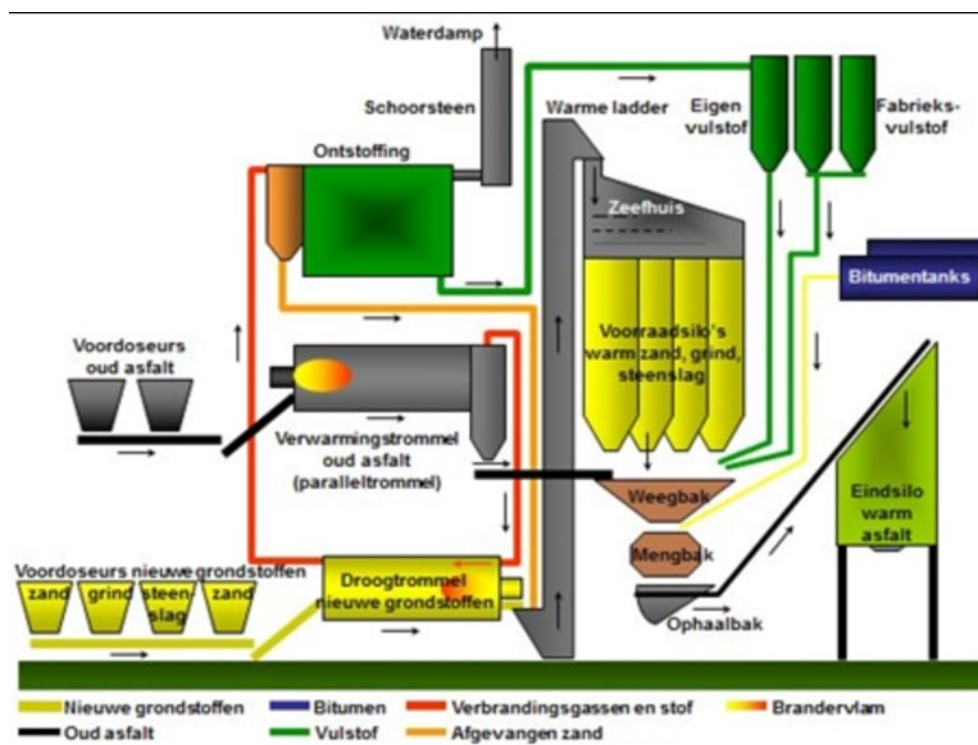 Waterdamp
Schoorsteen
Warme ladder
Eigen
vulstof
Fabrieks-
vulstof
Ontstoffing
Zeefhuis
Bitumentanks
Voordoseurs
oud asfalt
Voorraadsilo's
warm zand, grind,
steenslag
Verwarmingstrommel
oud asfalt
(paralleltrommel)
Weegbak
Eindsilo
warm
asfalt
Mengbak
Voordoseurs nieuwe grondstoffen
zand grind steen- zand
slag
Droogtrommel
nieuwe grondstoffen
Ophaalbak
Nieuwe grondstoffen
Bitumen
Verbrandingsgassen en stof
Brandervlam
Oud asfalt
Vulstof
Afgevangen zand